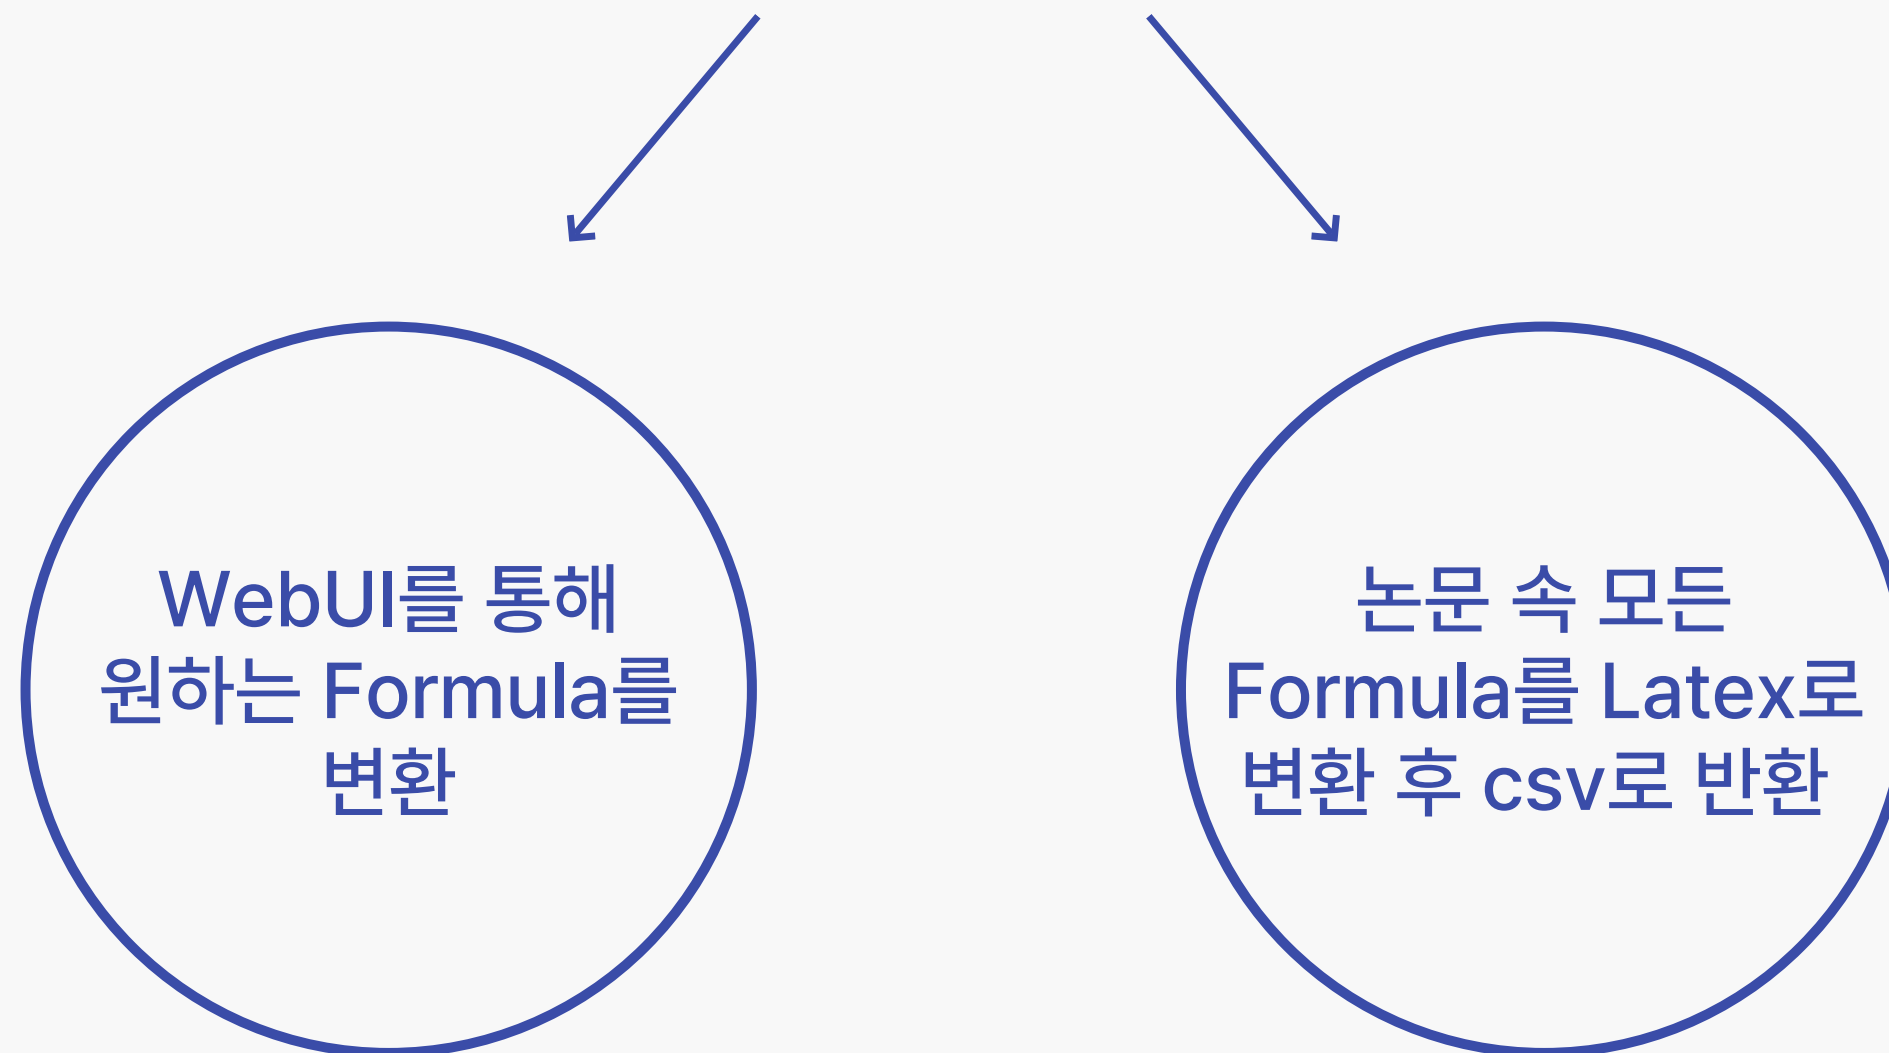 WebUI를 통해
원하는 Formula를
변환
논문 속 모든
Formula를 Latex로
변환 후 csv로 반환